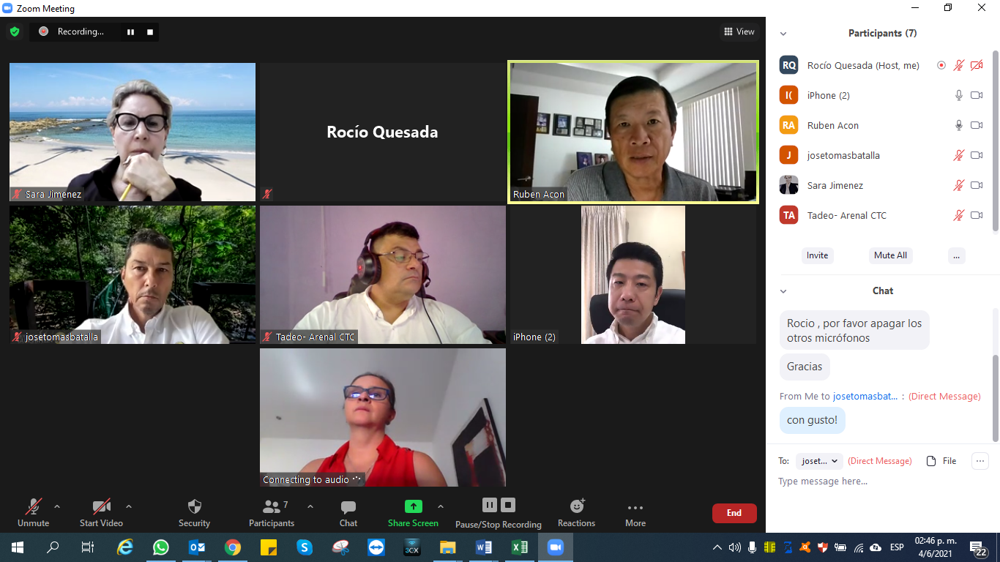 Zoom Meeting
Recording...
View
Sara Jimenez
Rocío Quesada
Ruben Acon
josetomasbatalla
Tadeo- Arenal CTC
iPhone (2)
Connecting to audio
Participants (7)
RQ Rocío Quesada (Host, me)
I( iPhone (2)
RA Ruben Acon
J josetomasbatalla
Sara Jimenez
TA Tadeo- Arenal CTC
Invite Mute All ...
Chat
Rocio , por favor apagar los
otros micrófonos
Gracias
From Me to josetomasbat... : (Direct Message)
con gusto!
To: joset... (Direct Message) File ...
Type message here...
7
Unmute Start Video Security Participants Chat Share Screen Pause/Stop Recording Reactions More End
3CX
ESP
02:46 p. m.
4/6/2021
22